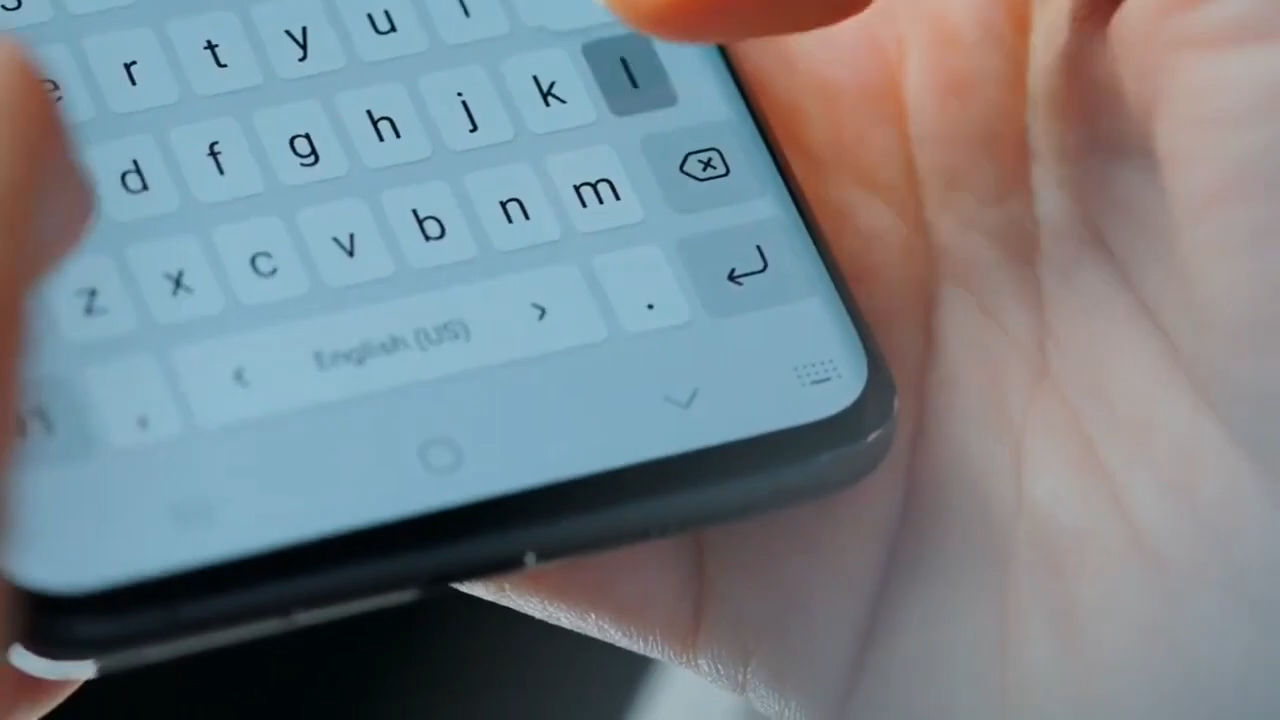 e r t y u i
d f g h j k l
z x c v b n m
< English (US) > .